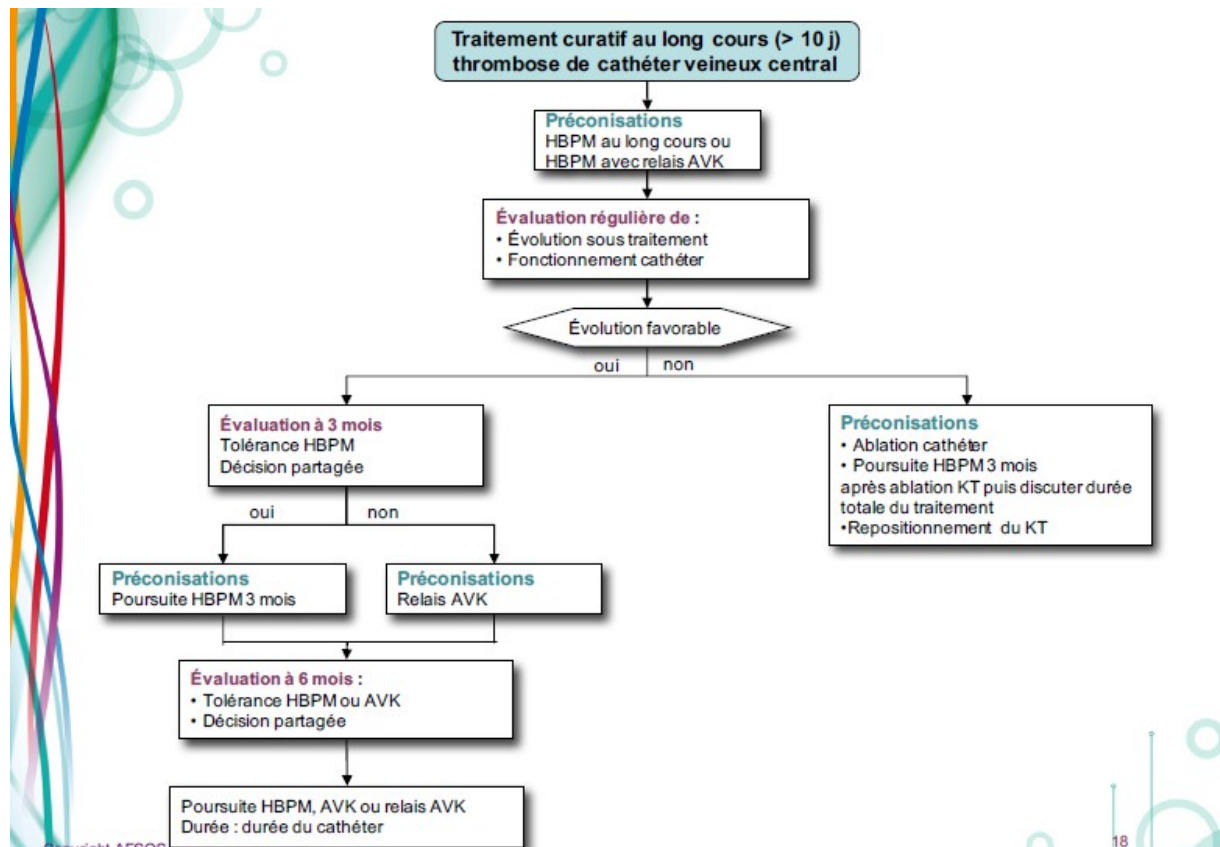 Traitement curatif au long cours (> 10 j)
thrombose de cathéter veineux central
Préconisations
HBPM au long cours ou
HBPM avec relais AVK
Évaluation régulière de :
• Évolution sous traitement
• Fonctionnement cathéter
Évolution favorable
oui non
Évaluation à 3 mois
Tolérance HBPM
Décision partagée
Préconisations
• Ablation cathéter
• Poursuite HBPM 3 mois
après ablation KT puis discuter durée
totale du traitement
•Repositionnement du KT
oui non
Préconisations
Poursuite HBPM 3 mois
Préconisations
Relais AVK
Évaluation à 6 mois :
• Tolérance HBPM ou AVK
• Décision partagée
Poursuite HBPM, AVK ou relais AVK
Durée : durée du cathéter
Copyright AFSOS
18